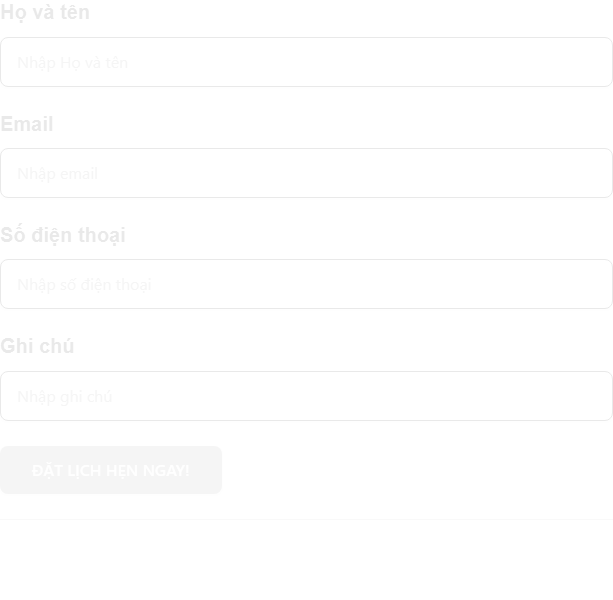 Họ và tên
Nhập Họ và tên
Email
Nhập email
Số điện thoại
Nhập số điện thoại
Ghi chú
Nhập ghi chú
ĐẶT LỊCH HẸN NGAY!